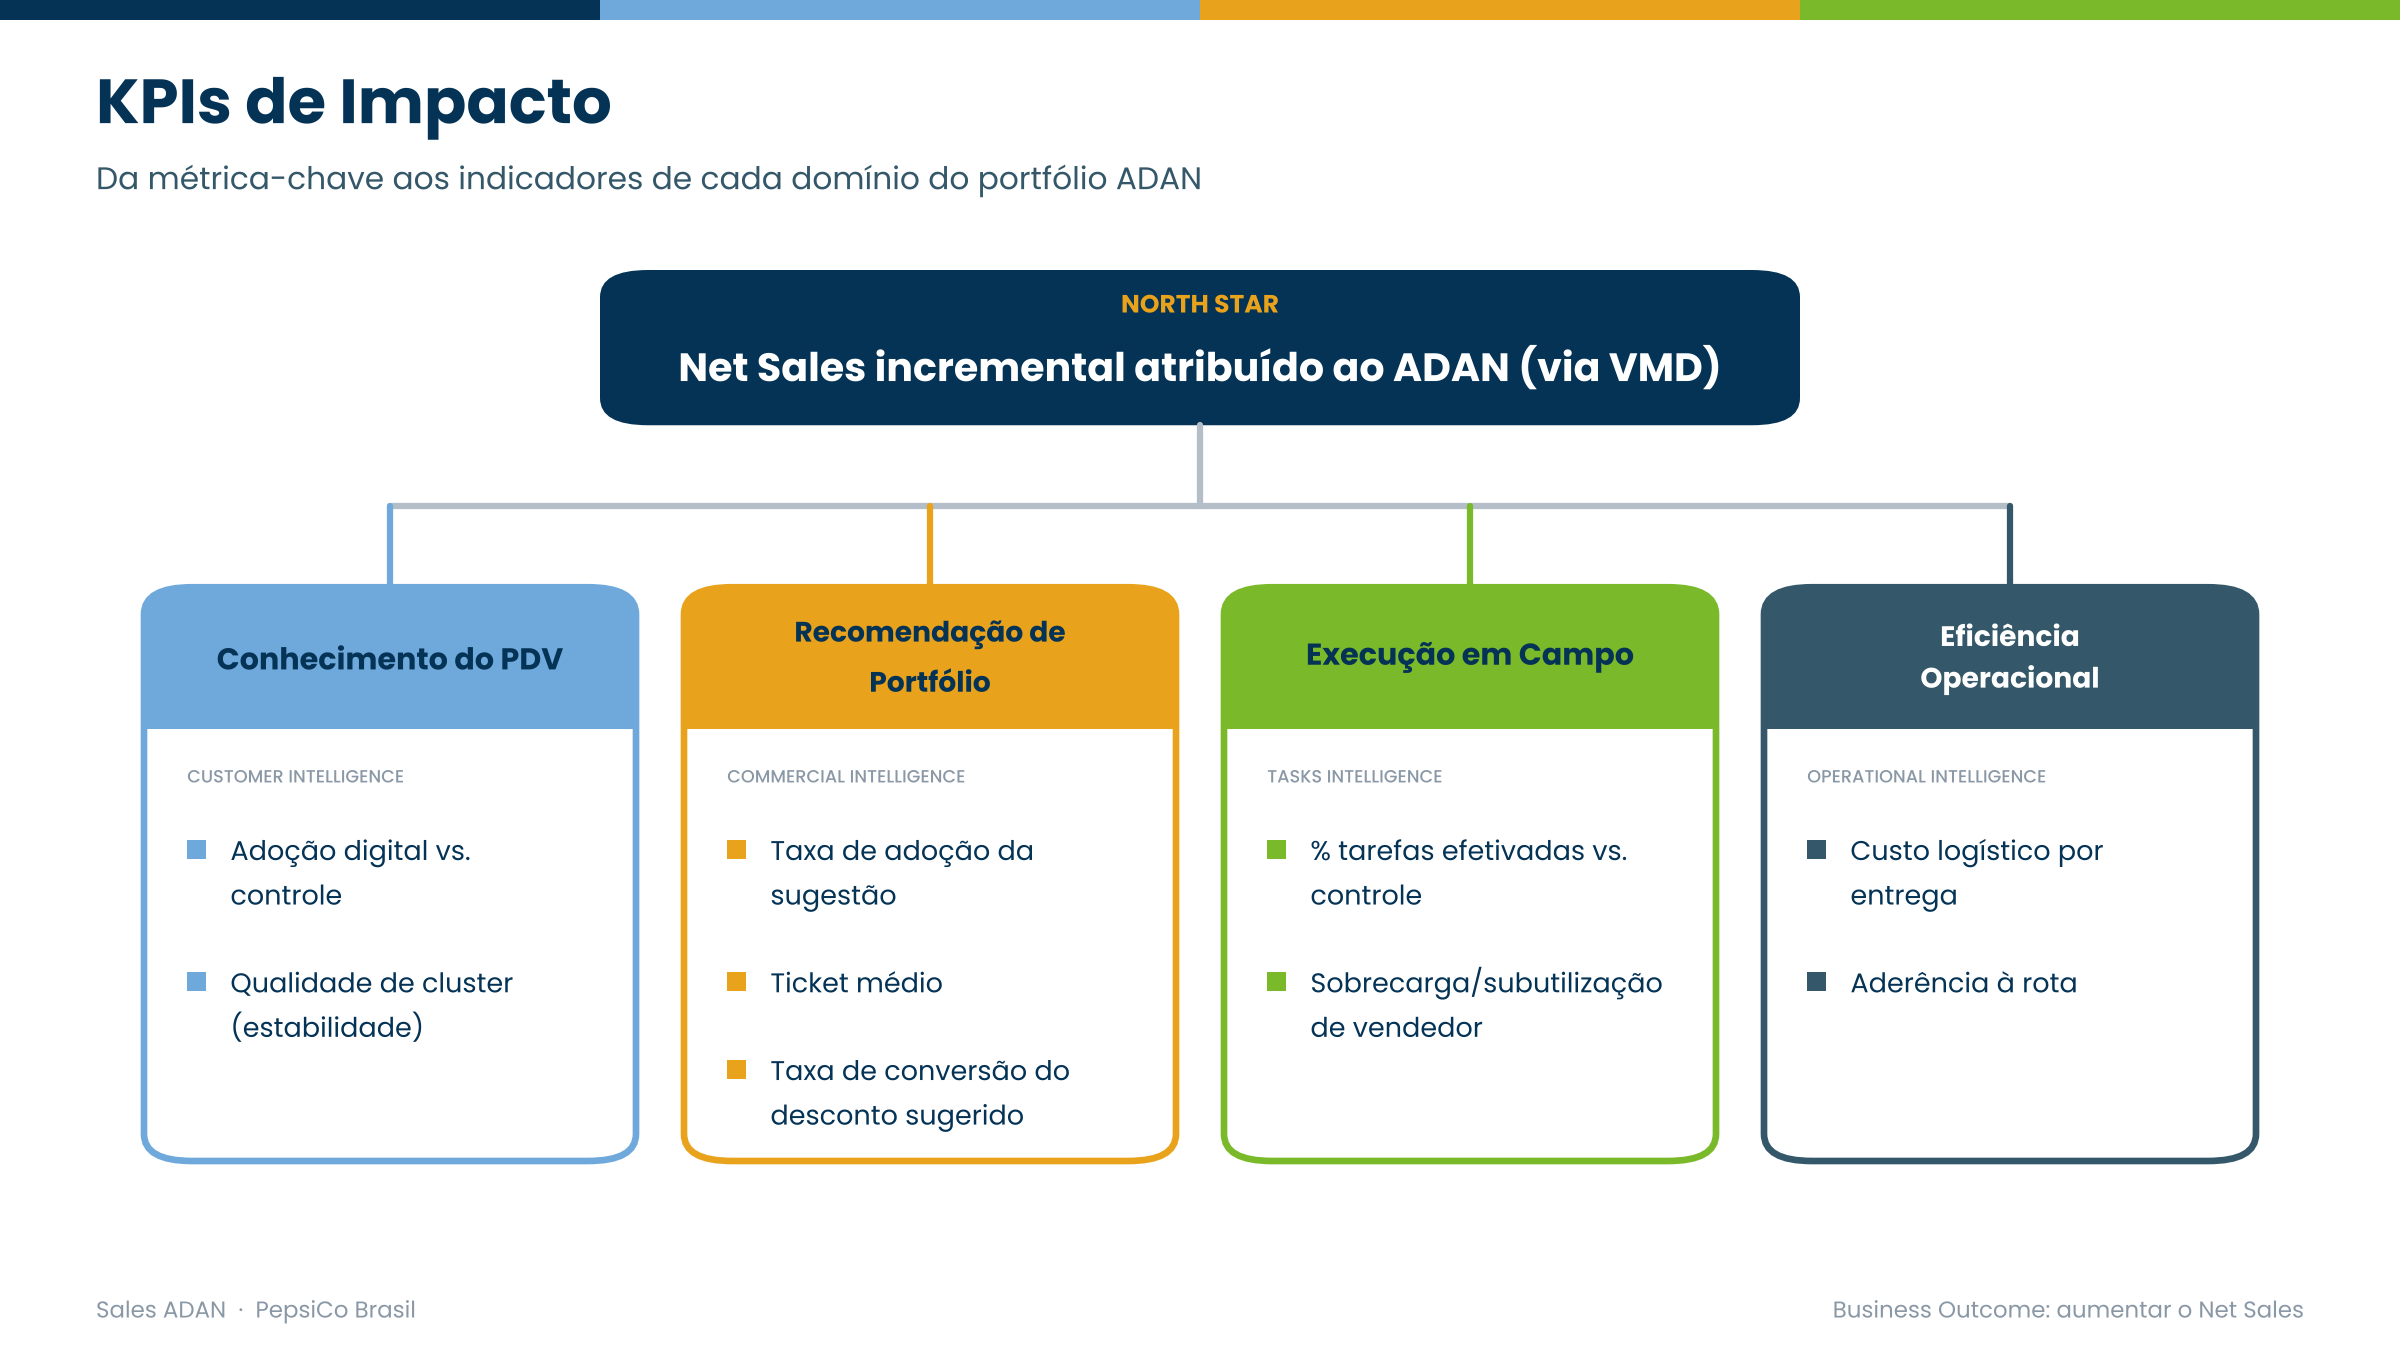 KPIs de Impacto
Da métrica-chave aos indicadores de cada domínio do portfólio ADAN
NORTH STAR
Net Sales incremental atribuído ao ADAN (via VMD)
Conhecimento do PDV
CUSTOMER INTELLIGENCE
Adoção digital vs.
controle
Qualidade de cluster
(estabilidade)
Recomendação de
Portfólio
COMMERCIAL INTELLIGENCE
Taxa de adoção da
sugestão
Ticket médio
Taxa de conversão do
desconto sugerido
Execução em Campo
TASKS INTELLIGENCE
% tarefas efetivadas vs.
controle
Sobrecarga/subutilização
de vendedor
Eficiência
Operacional
OPERATIONAL INTELLIGENCE
Custo logístico por
entrega
Aderência à rota
Sales ADAN · PepsiCo Brasil
Business Outcome: aumentar o Net Sales